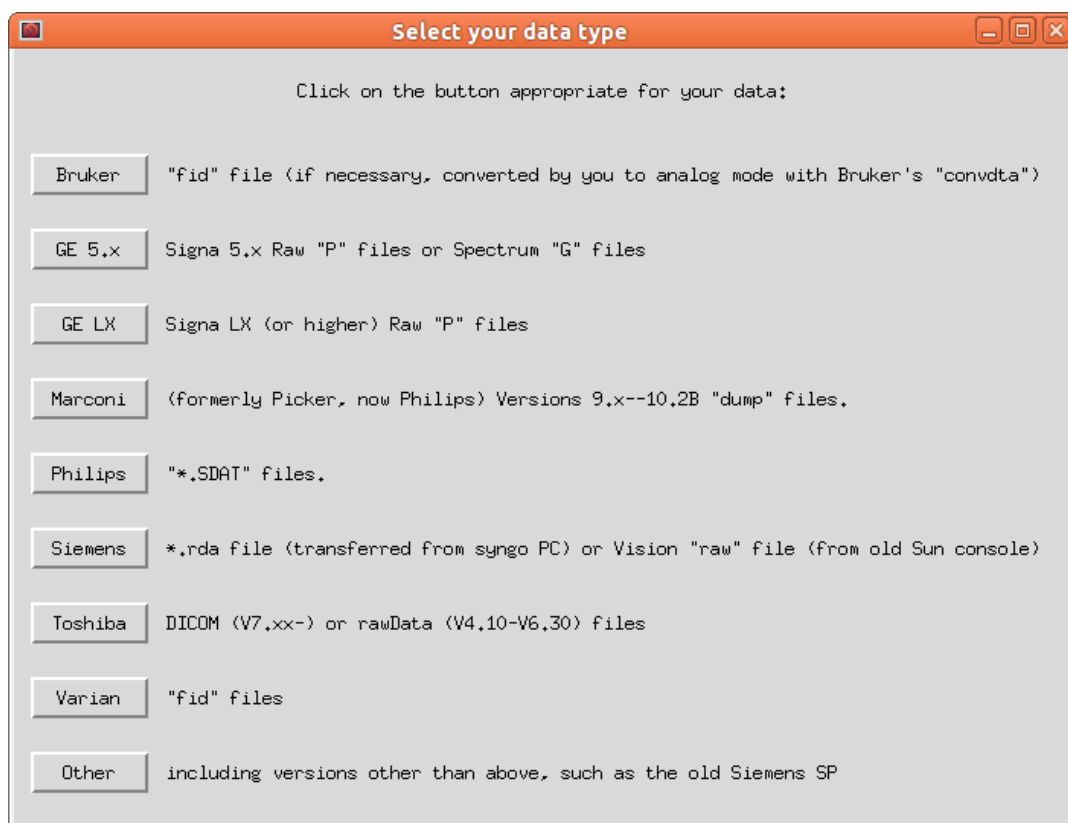 Select your data type
Click on the button appropriate for your data:
Bruker "fid" file (if necessary, converted by you to analog mode with Bruker's "convdta")
GE 5.x Signa 5.x Raw "P" files or Spectrum "G" files
GE LX Signa LX (or higher) Raw "P" files
Marconi (formerly Picker, now Philips) Versions 9.x--10.2B "dump" files.
Philips "*.SDAT" files.
Siemens *.rda file (transferred from syngo PC) or Vision "raw" file (from old Sun console)
Toshiba DICOM (V7.xx-) or rawData (V4.10-V6.30) files
Varian "fid" files
Other including versions other than above, such as the old Siemens SP